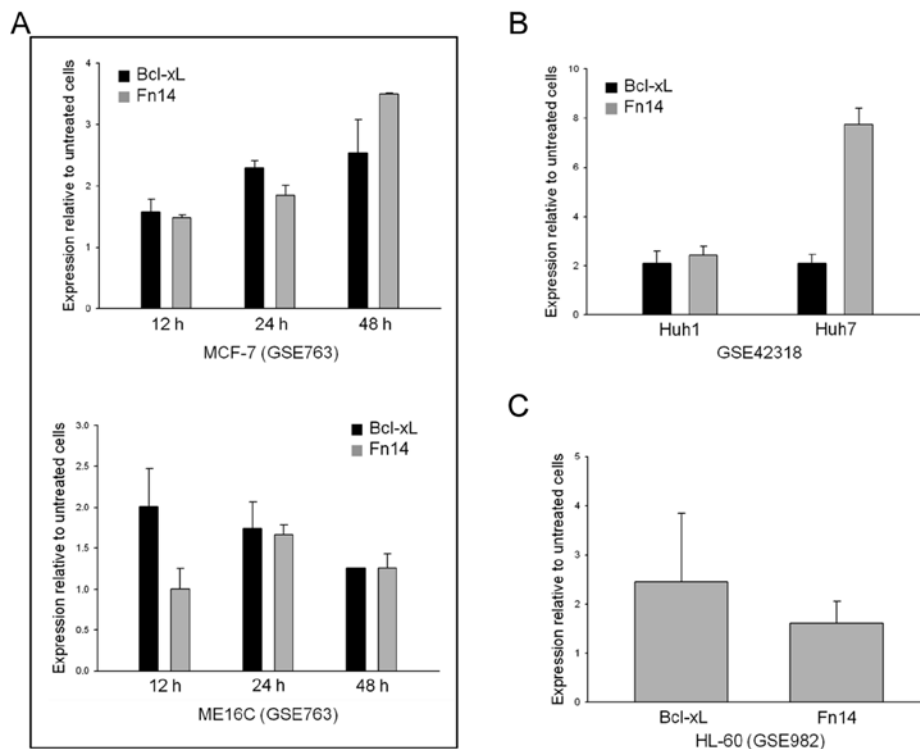 A
Expression relative to untreated cells
4
3
2
1
0
Bcl-xL
Fn14
12 h 24 h 48 h
MCF-7 (GSE763)
Expression relative to untreated cells
2.5
2.0
1.5
1.0
0.5
0.0
Bcl-xL
Fn14
12 h 24 h 48 h
ME16C (GSE763)
B
Expression relative to untreated cells
10
8
6
4
2
0
Bcl-xL
Fn14
Huh1 Huh7
GSE42318
C
Expression relative to untreated cells
5
4
3
2
1
0
Bcl-xL Fn14
HL-60 (GSE982)